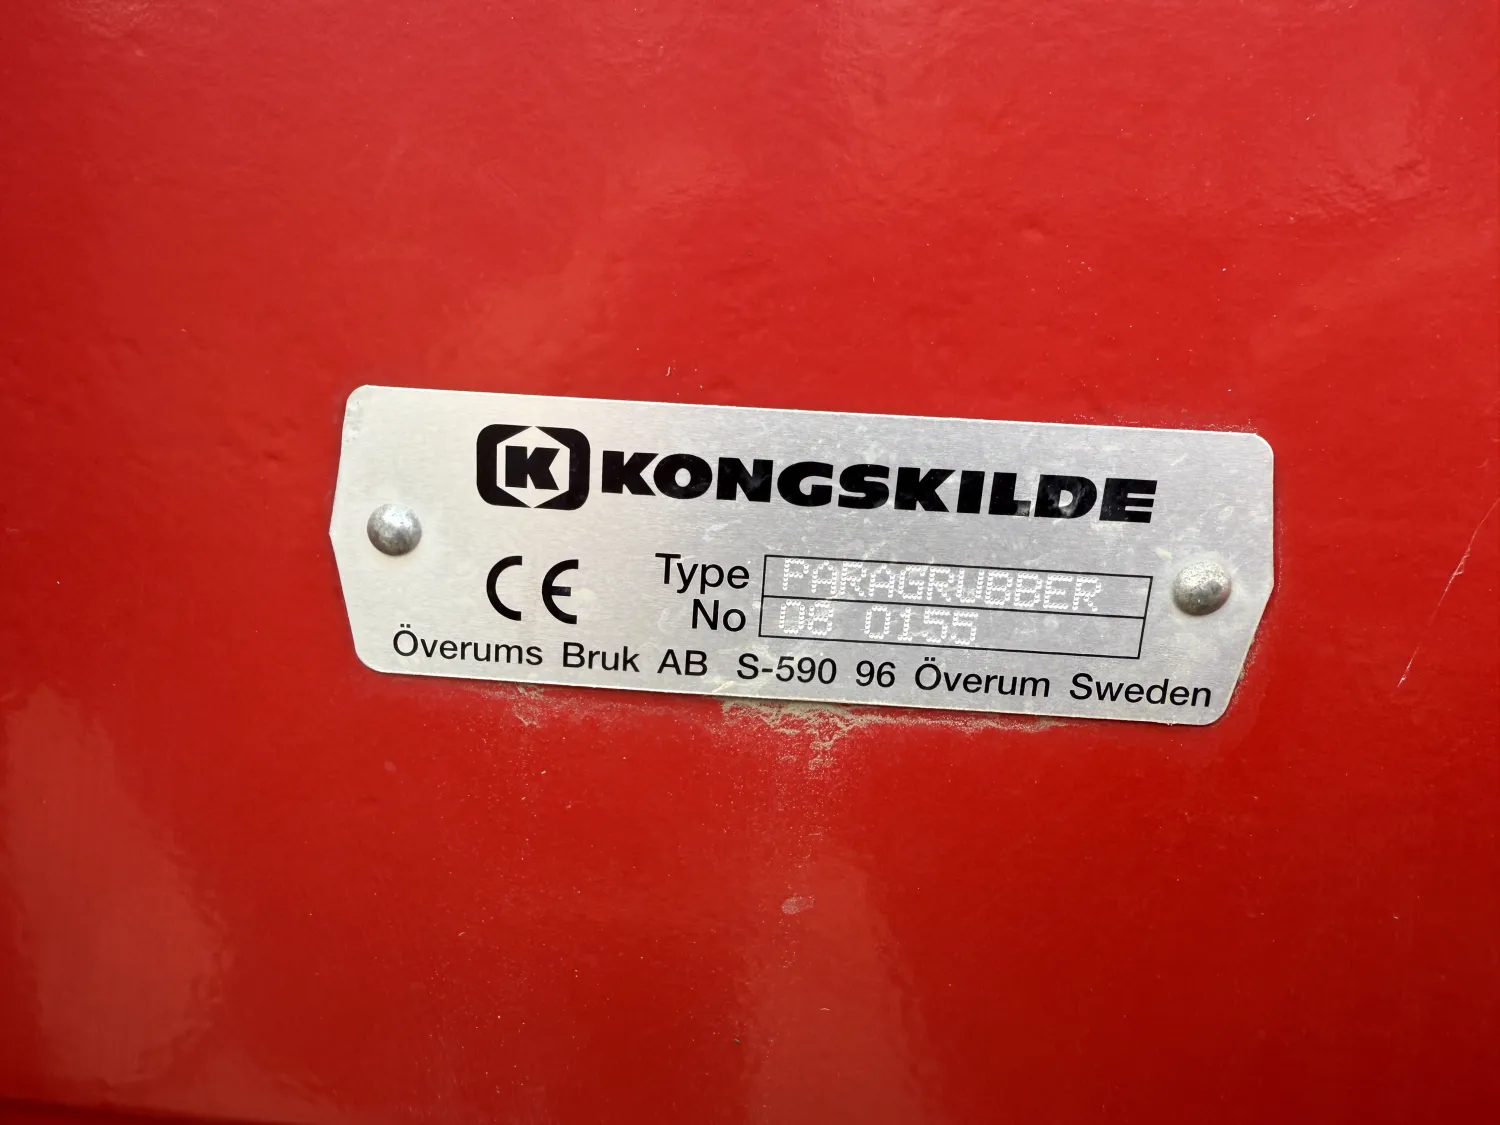 K KONGSKILDE
CE Type PARAGRUBBER
No 08 0155
Överums Bruk AB S-590 96 Överum Sweden